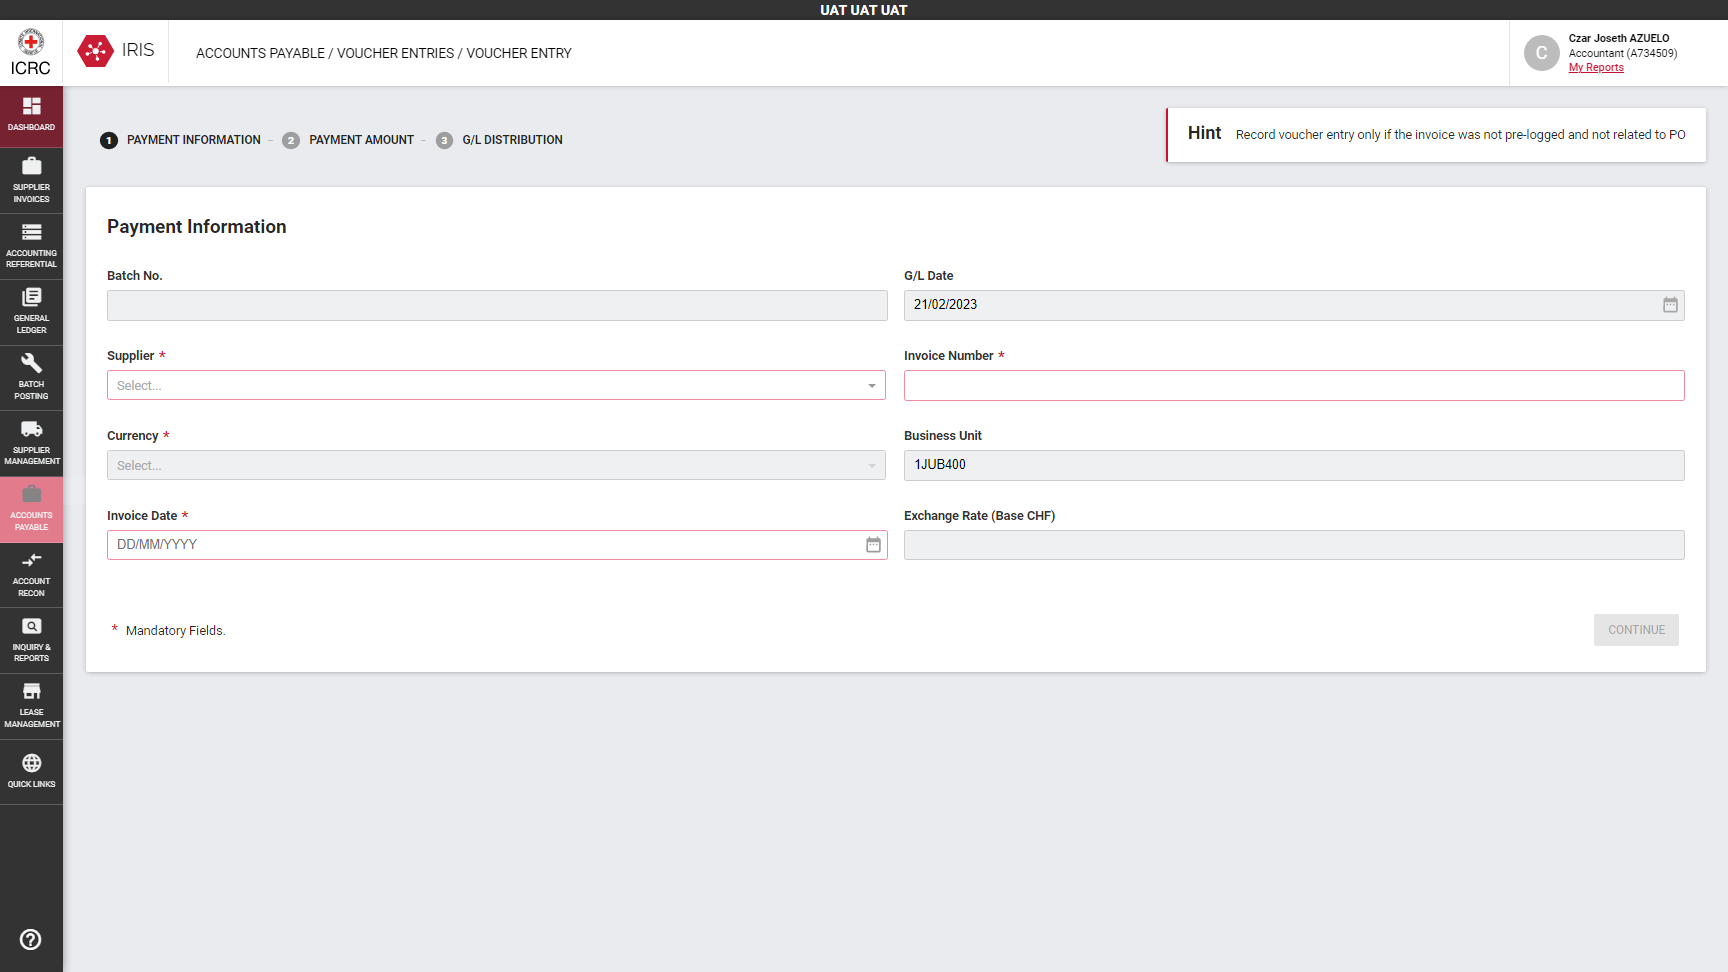 UAT UAT UAT
ICRC
IRIS
ACCOUNTS PAYABLE / VOUCHER ENTRIES / VOUCHER ENTRY
C
Czar Joseth AZUELO
Accountant (A734509)
My Reports
DASHBOARD
SUPPLIER
INVOICES
ACCOUNTING
REFERENTIAL
GENERAL
LEDGER
BATCH
POSTING
SUPPLIER
MANAGEMENT
ACCOUNTS
PAYABLE
ACCOUNT
RECON
INQUIRY &
REPORTS
LEASE
MANAGEMENT
QUICK LINKS
1 PAYMENT INFORMATION – 2 PAYMENT AMOUNT – 3 G/L DISTRIBUTION
Hint Record voucher entry only if the invoice was not pre-logged and not related to PO
Payment Information
Batch No.
G/L Date
21/02/2023
Supplier *
Select...
Invoice Number *
Currency *
Select...
Business Unit
1JUB400
Invoice Date *
DD/MM/YYYY
Exchange Rate (Base CHF)
* Mandatory Fields.
CONTINUE